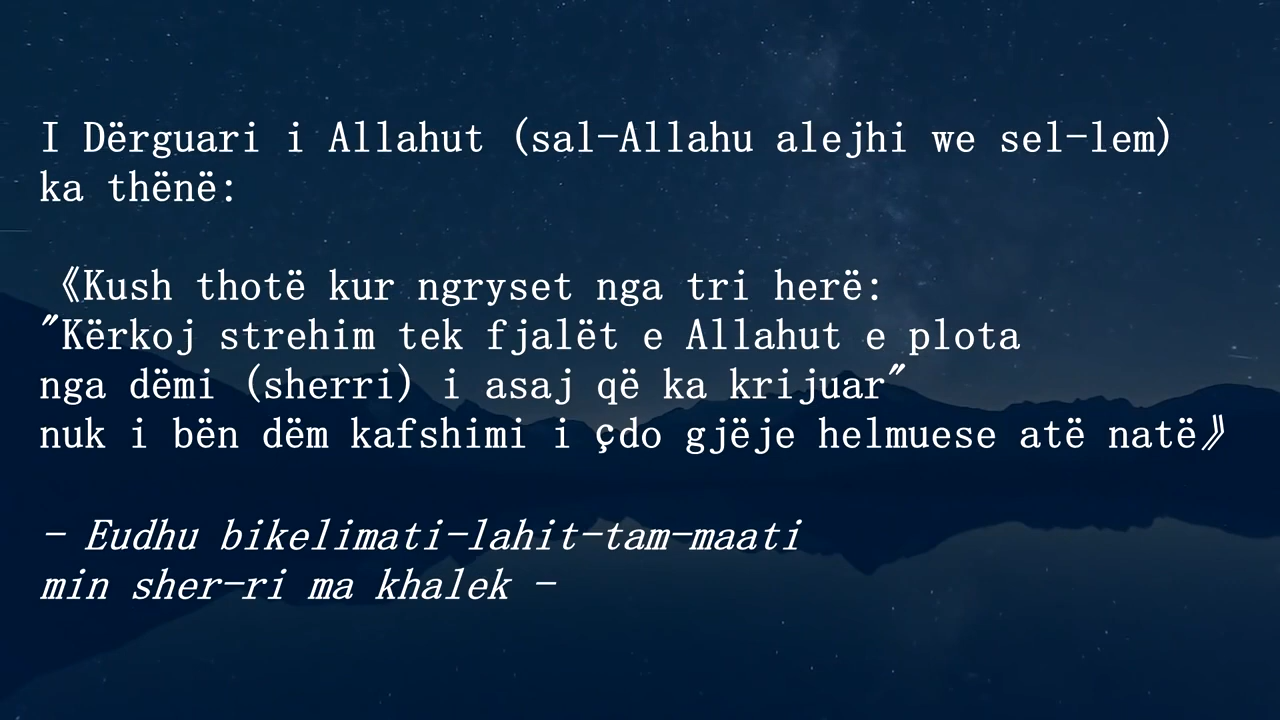 I Dërguari i Allahut (sal-Allahu alejhi we sel-lem)
ka thënë:
《Kush thotë kur ngryset nga tri herë:
"Kërkoj strehim tek fjalët e Allahut e plota
nga dëmi (sherri) i asaj që ka krijuar"
nuk i bën dëm kafshimi i çdo gjëje helmuese atë natë》
- Eudhu bikelimati-lahit-tam-maati
min sher-ri ma khalek -